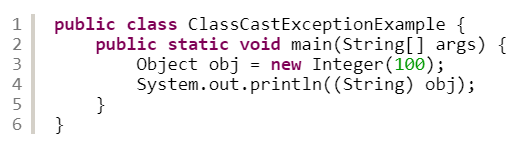 1 public class ClassCastExceptionExample {
2     public static void main(String[] args) {
3         Object obj = new Integer(100);
4         System.out.println((String) obj);
5     }
6 }